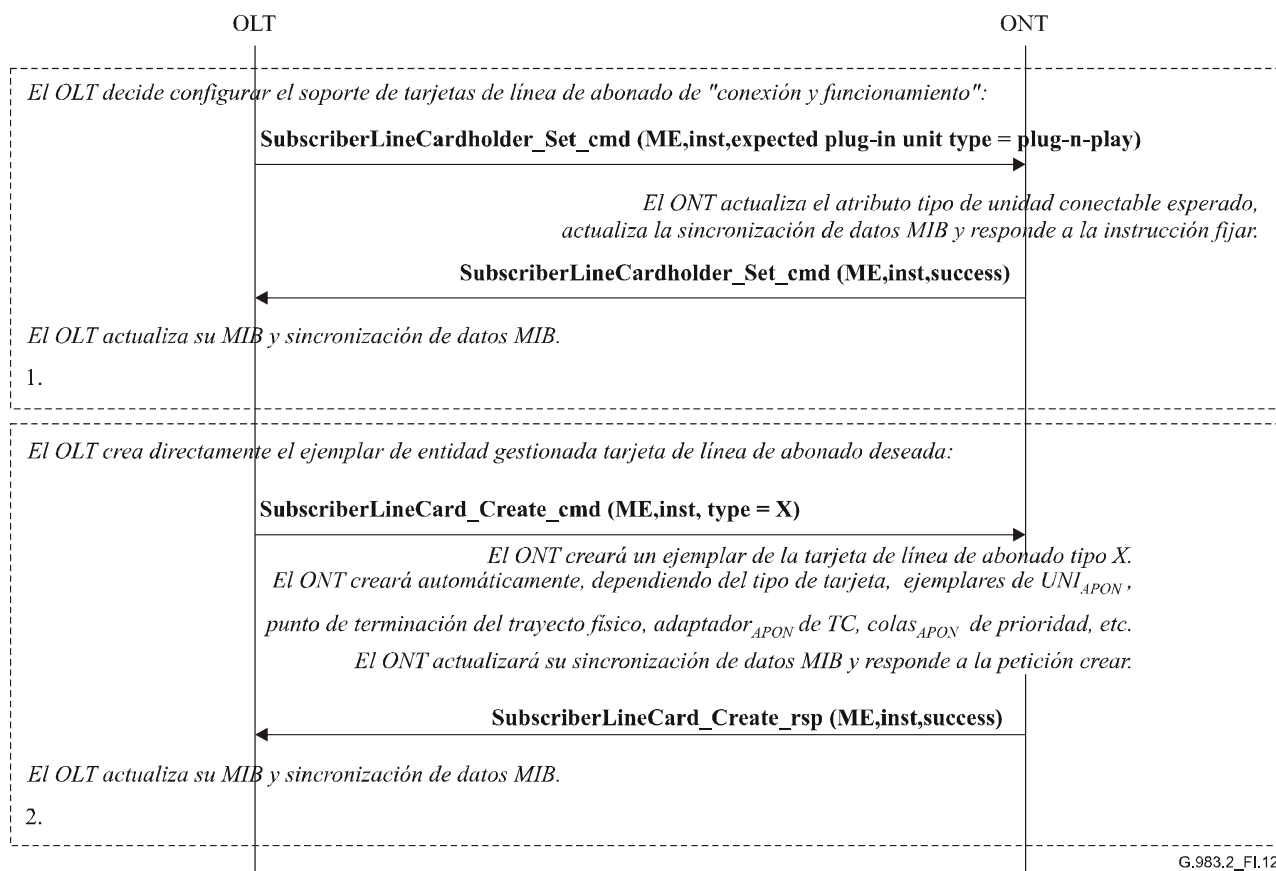 OLT
ONT
El OLT decide configurar el soporte de tarjetas de línea de abonado de "conexión y funcionamiento":
SubscriberLineCardholder_Set_cmd (ME,inst,expected plug-in unit type = plug-n-play)
El ONT actualiza el atributo tipo de unidad conectable esperado,
actualiza la sincronización de datos MIB y responde a la instrucción fijar.
SubscriberLineCardholder_Set_cmd (ME,inst,success)
El OLT actualiza su MIB y sincronización de datos MIB.
1.
El OLT crea directamente el ejemplar de entidad gestionada tarjeta de línea de abonado deseada:
SubscriberLineCard_Create_cmd (ME,inst, type = X)
El ONT creará un ejemplar de la tarjeta de línea de abonado tipo X.
El ONT creará automáticamente, dependiendo del tipo de tarjeta, ejemplares de UNI_APON,
punto de terminación del trayecto físico, adaptador_APON de TC, colas_APON de prioridad, etc.
El ONT actualizará su sincronización de datos MIB y responde a la petición crear.
SubscriberLineCard_Create_rsp (ME,inst,success)
El OLT actualiza su MIB y sincronización de datos MIB.
2.
G.983.2_FI.12